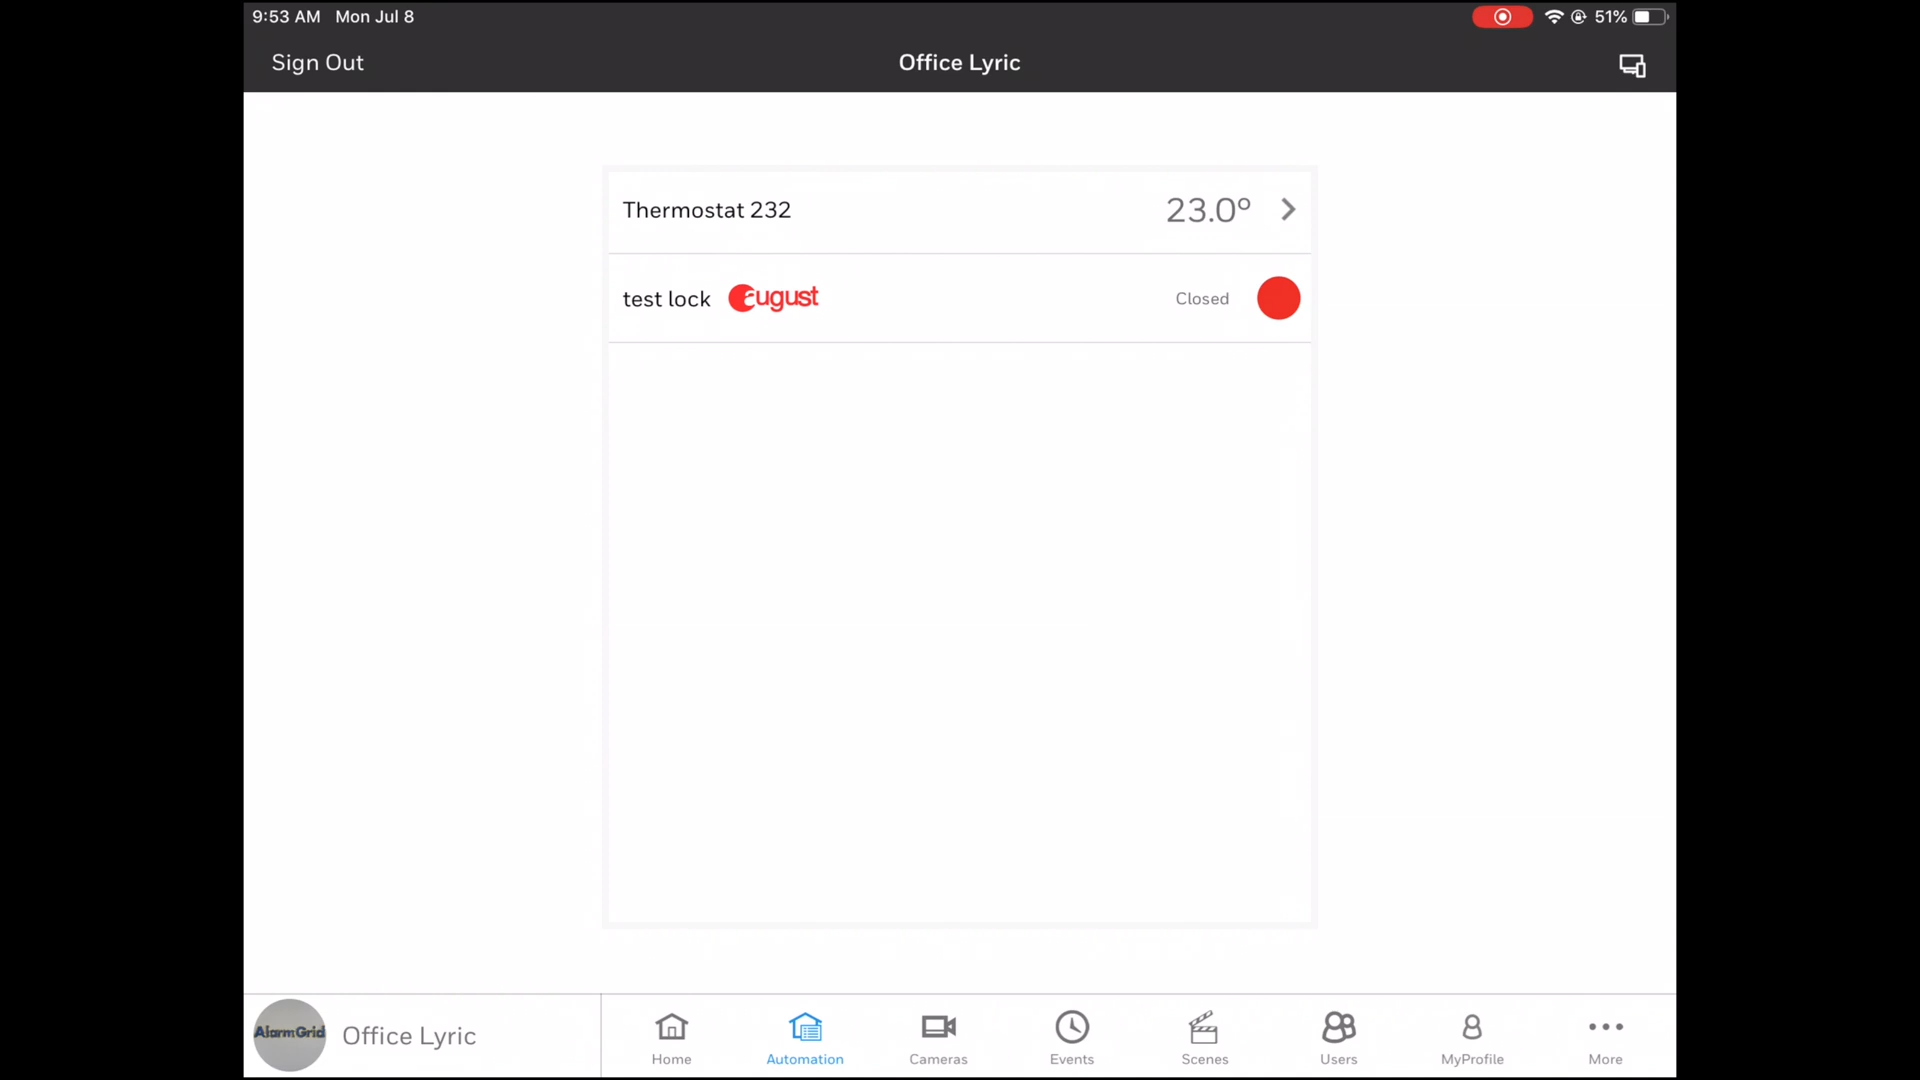 9:53 AM Mon Jul 8 51%
Sign Out Office Lyric
Thermostat 232 23.0°
test lock august Closed
AlarmGrid Office Lyric
Home Automation Cameras Events Scenes Users MyProfile More